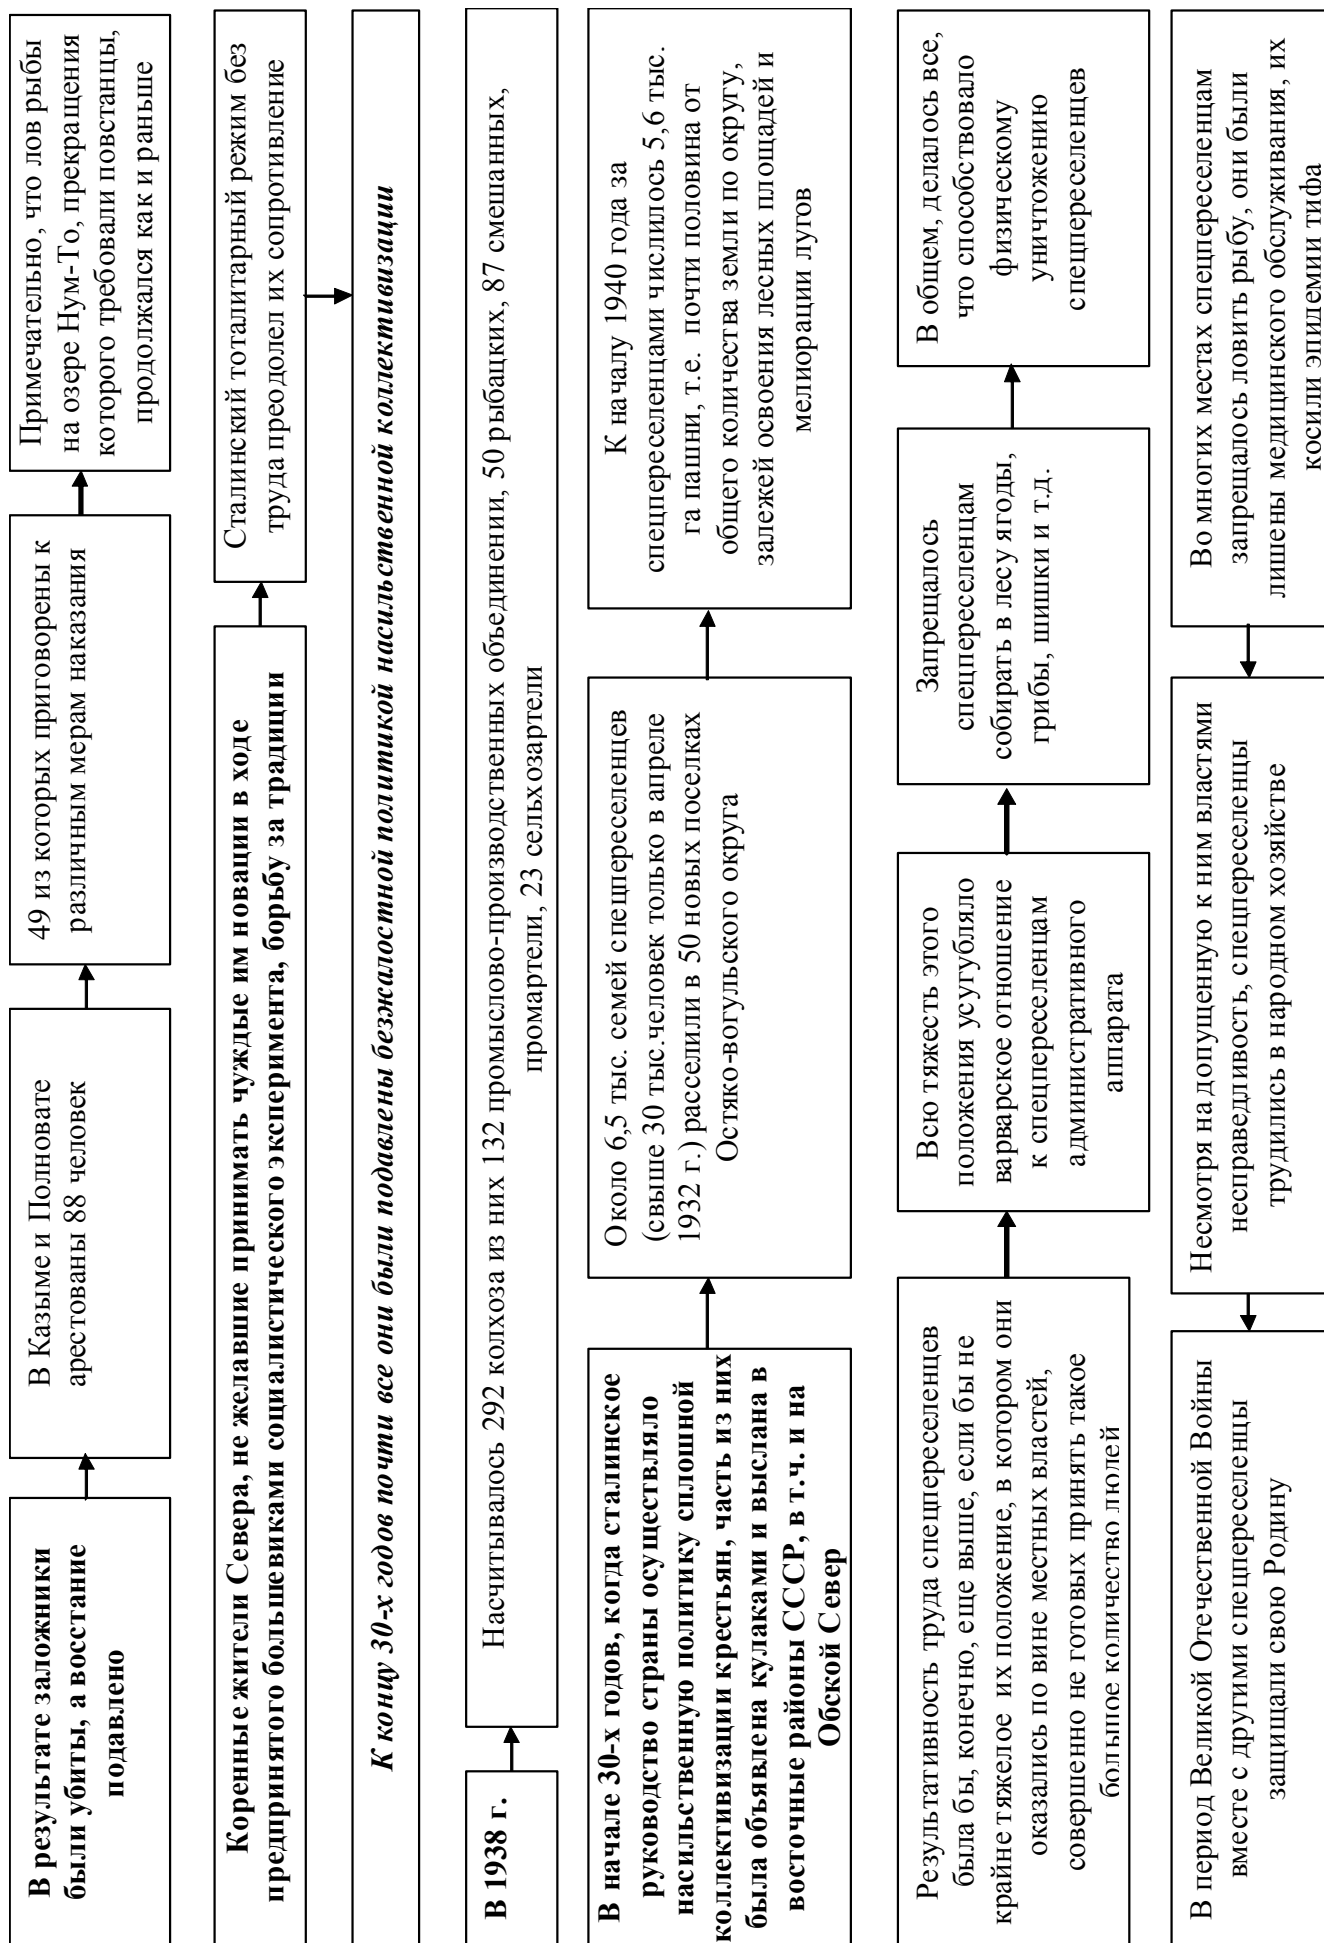 В результате заложники
были убиты, а восстание
подавлено
В Казыме и Полновате
арестованы 88 человек
49 из которых приговорены к
различным мерам наказания
Примечательно, что лов рыбы
на озере Нум-То, прекращения
которого требовали повстанцы,
продолжался как и раньше
Коренные жители Севера, не желавшие принимать чуждые им новации в ходе
предпринятого большевиками социалистического эксперимента, борьбу за традиции
Сталинский тоталитарный режим без
труда преодолел их сопротивление
К концу 30-х годов почти все они были подавлены безжалостной политикой насильственной коллективизации
В 1938 г.
Насчитывалось 292 колхоза из них 132 промыслово-производственных объединении, 50 рыбацких, 87 смешанных,
промартели, 23 сельхозартели
В начале 30-х годов, когда сталинское
руководство страны осуществляло
насильственную политику сплошной
коллективизации крестьян, часть из них
была объявлена кулаками и выслана в
восточные районы СССР, в т.ч. и на
Обской Север
Около 6,5 тыс. семей спецпереселенцев
(свыше 30 тыс.человек только в апреле
1932 г.) расселили в 50 новых поселках
Остяко-вогульского округа
К началу 1940 года за
спецпереселенцами числилось 5,6 тыс.
га пашни, т.е. почти половина от
общего количества земли по округу,
залежей освоения лесных площадей и
мелиорации лугов
Результативность труда спецпереселенцев
была бы, конечно, еще выше, если бы не
крайне тяжелое их положение, в котором они
оказались по вине местных властей,
совершенно не готовых принять такое
большое количество людей
Всю тяжесть этого
положения усугубляло
варварское отношение
к спецпереселенцам
административного
аппарата
Запрещалось
спецпереселенцам
собирать в лесу ягоды,
грибы, шишки и т.д.
В общем, делалось все,
что способствовало
физическому
уничтожению
спецпереселенцев
Во многих местах спецпереселенцам
запрещалось ловить рыбу, они были
лишены медицинского обслуживания, их
косили эпидемии тифа
Несмотря на допущенную к ним властями
несправедливость, спецпереселенцы
трудились в народном хозяйстве
В период Великой Отечественной Войны
вместе с другими спецпереселенцы
защищали свою Родину